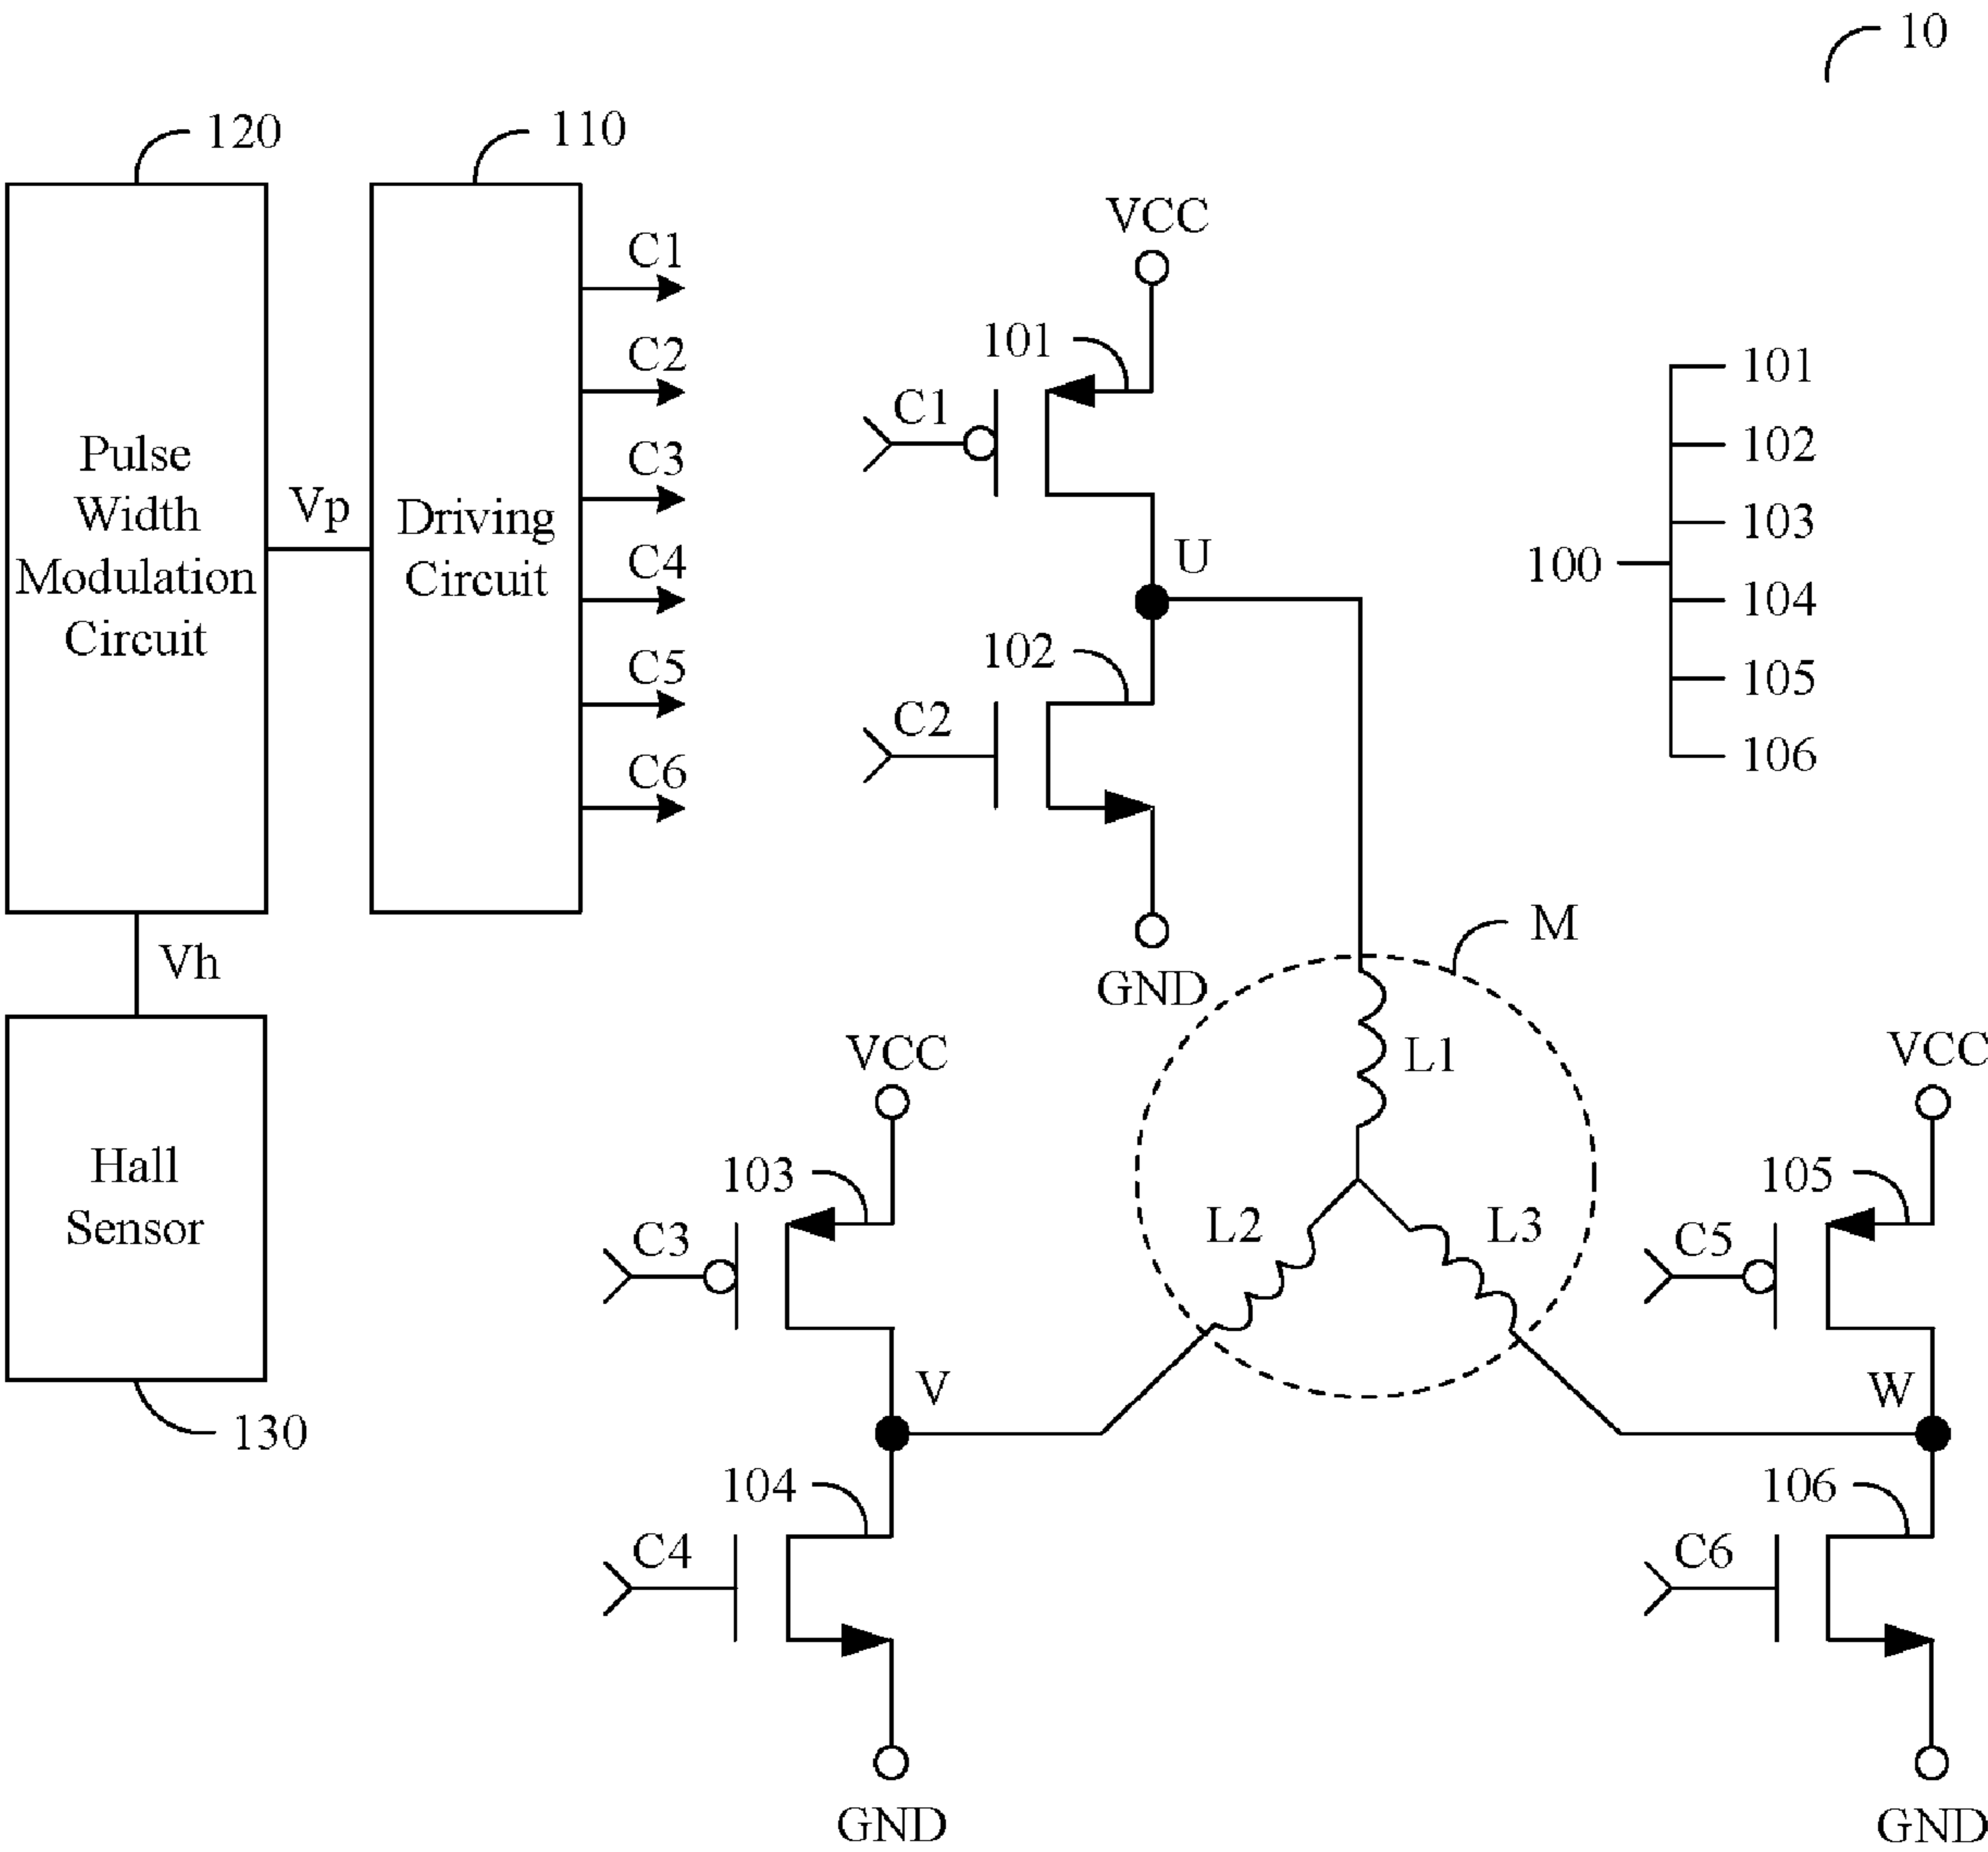 10
120
110
Pulse
Width
Modulation
Circuit
Vp
Driving
Circuit
C1
C2
C3
C4
C5
C6
Vh
Hall
Sensor
130
VCC
101
C1
U
102
C2
GND
100
101
102
103
104
105
106
M
L1
L2
L3
VCC
103
C3
V
104
C4
GND
VCC
105
C5
W
106
C6
GND